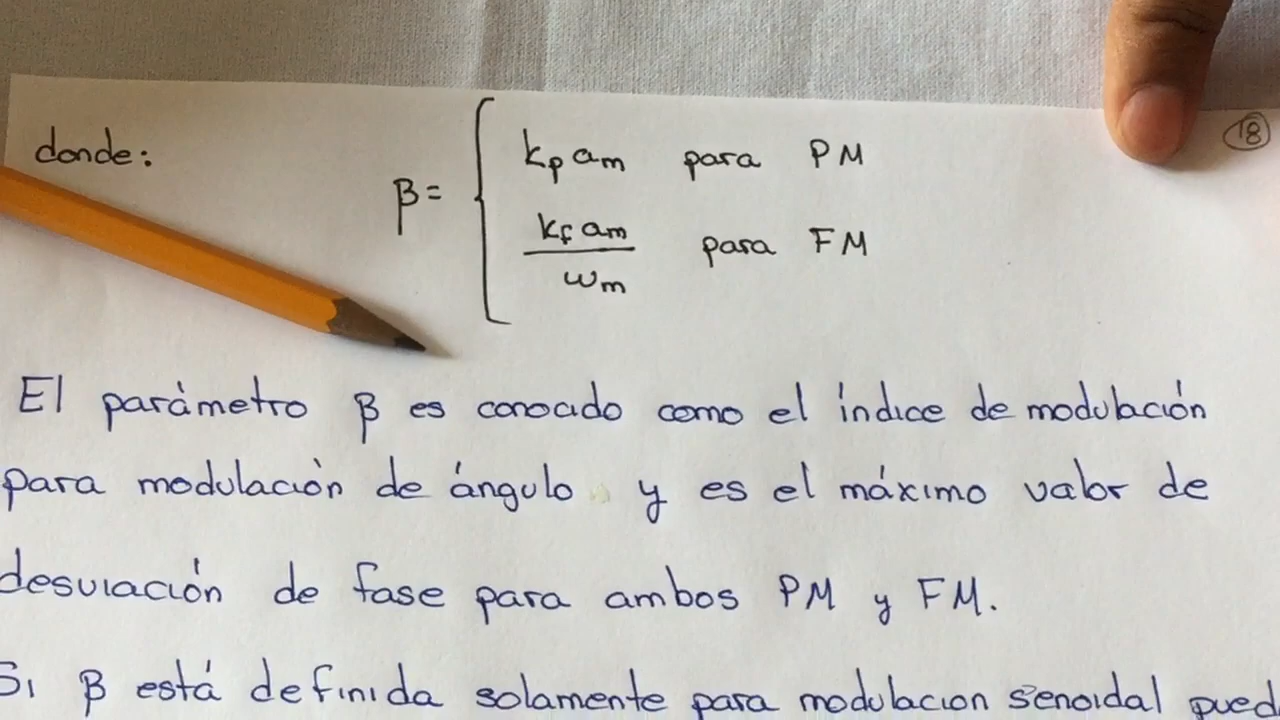 18
donde:
β = { kp am para PM
kf am / ωm para FM
El parámetro β es conocido como el índice de modulación
para modulación de ángulo y es el máximo valor de
desviación de fase para ambos PM y FM.
Si β está definida solamente para modulacion senoidal